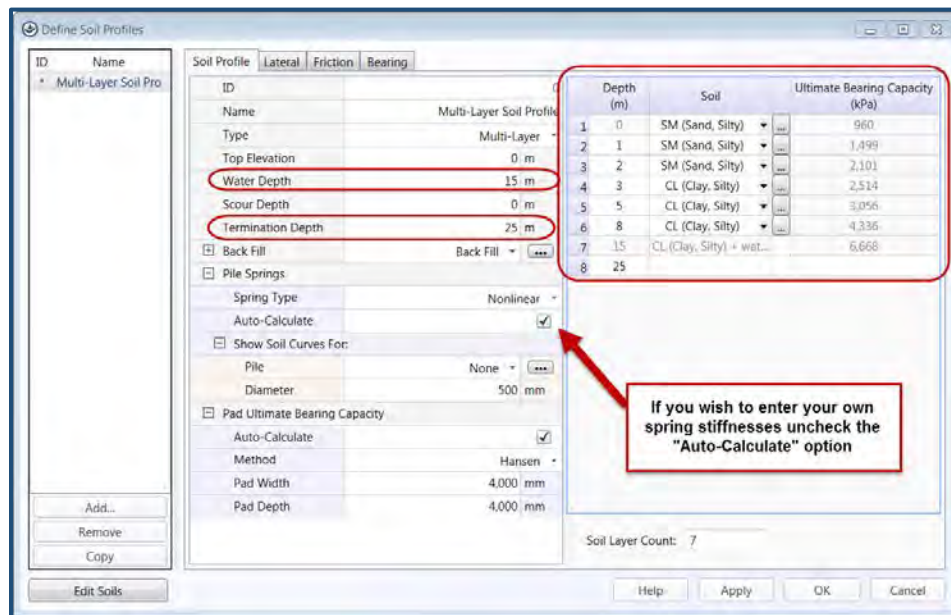 Define Soil Profiles
ID Name
* Multi-Layer Soil Pro
Add...
Remove
Copy
Edit Soils
Soil Profile Lateral Friction Bearing
ID 0
Name Multi-Layer Soil Profile
Type Multi-Layer
Top Elevation 0 m
Water Depth 15 m
Scour Depth 0 m
Termination Depth 25 m
Back Fill Back Fill ...
Pile Springs
Spring Type Nonlinear
Auto-Calculate
Show Soil Curves For:
Pile None ...
Diameter 500 mm
Pad Ultimate Bearing Capacity
Auto-Calculate
Method Hansen
Pad Width 4,000 mm
Pad Depth 4,000 mm
Depth (m) Soil Ultimate Bearing Capacity (kPa)
1 0 SM (Sand, Silty) ... 960
2 1 SM (Sand, Silty) ... 1,499
3 2 SM (Sand, Silty) ... 2,101
4 3 CL (Clay, Silty) ... 2,514
5 5 CL (Clay, Silty) ... 3,056
6 8 CL (Clay, Silty) ... 4,336
7 15 CL (Clay, Silty) + wat... 6,668
8 25
If you wish to enter your own
spring stiffnesses uncheck the
"Auto-Calculate" option
Soil Layer Count: 7
Help Apply OK Cancel